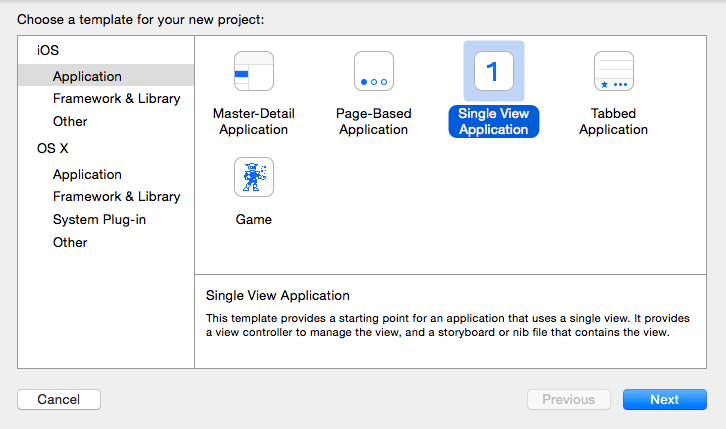 Choose a template for your new project:
iOS
Application
Framework & Library
Other
OS X
Application
Framework & Library
System Plug-in
Other
Master-Detail
Application
Page-Based
Application
1
Single View
Application
Tabbed
Application
Game
Single View Application
This template provides a starting point for an application that uses a single view. It provides
a view controller to manage the view, and a storyboard or nib file that contains the view.
Cancel
Previous
Next